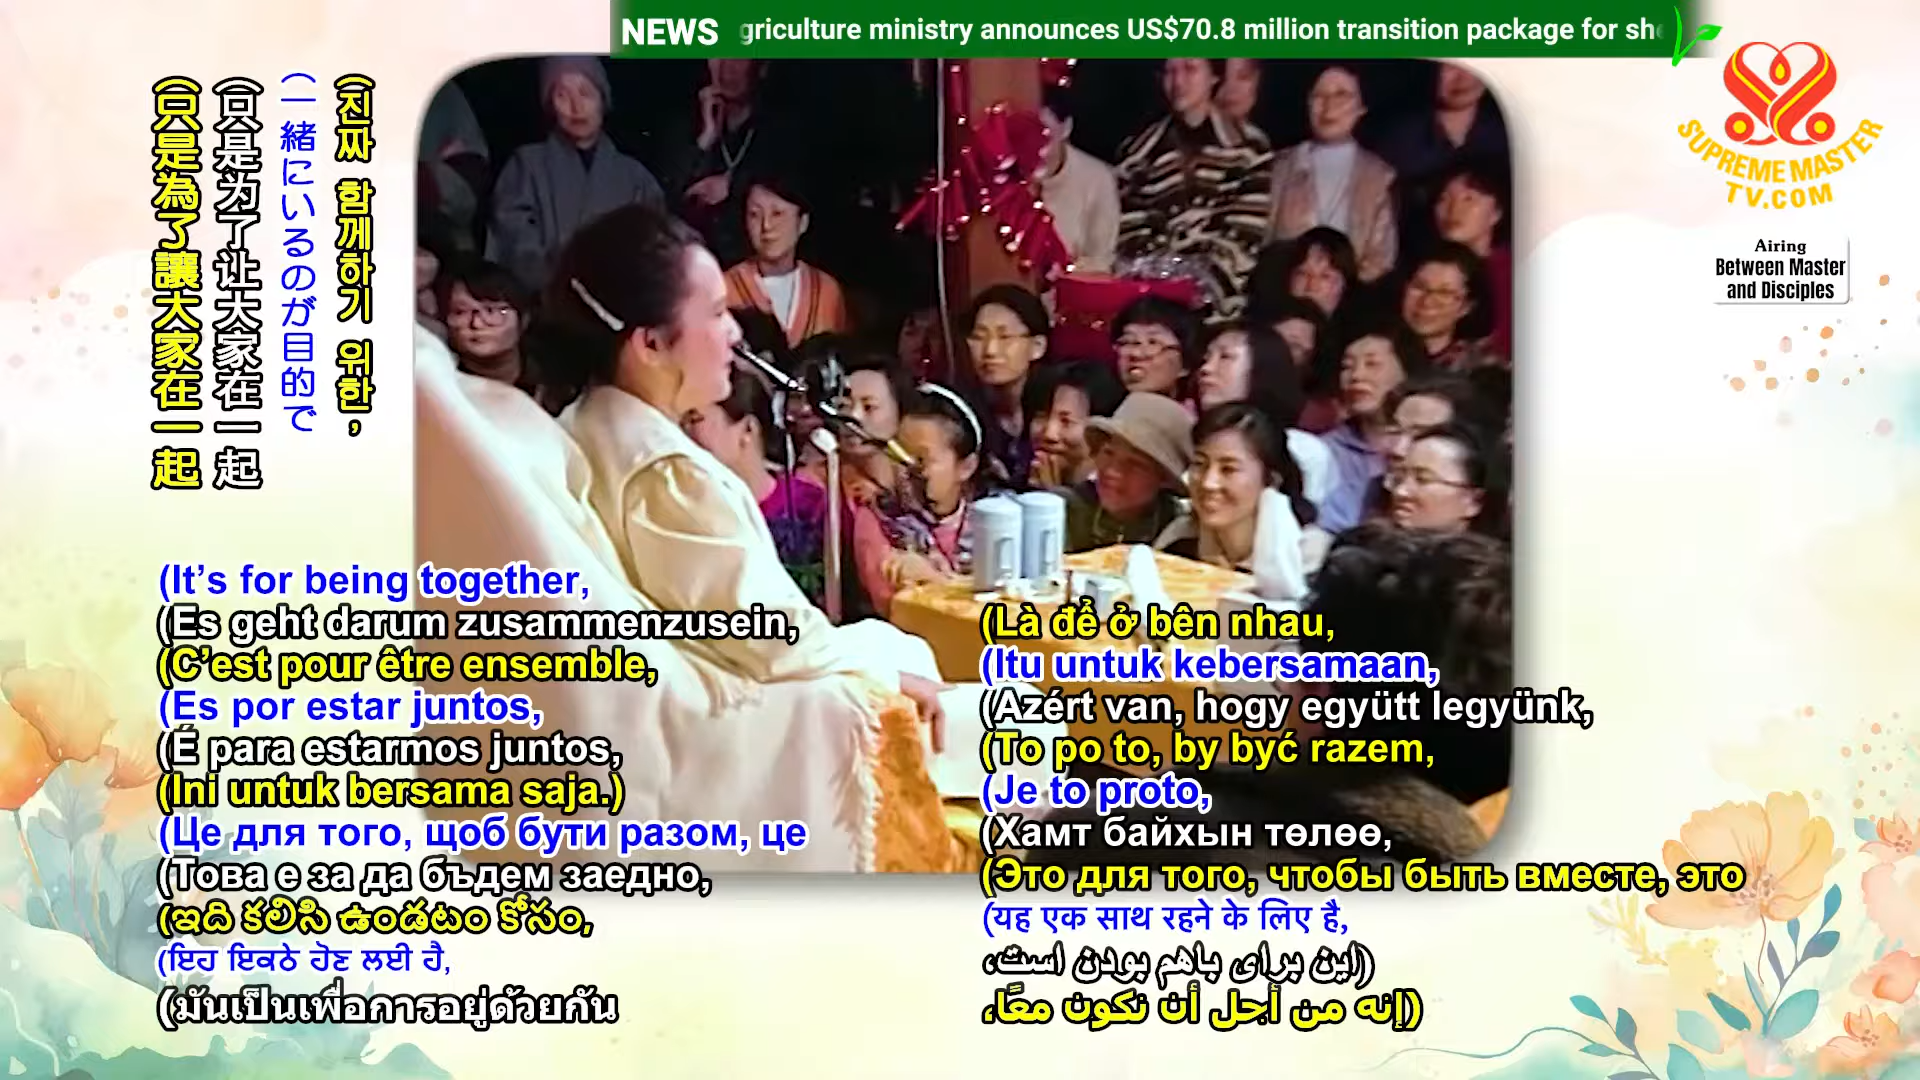 NEWS griculture ministry announces US$70.8 million transition package for she
SUPREME MASTER
TV.COM
Airing
Between Master
and Disciples
(진짜 함께하기 위한,
(一緒にいるのが目的で
(只是为了让大家在一起
(只是為了讓大家在一起
(It’s for being together,
(Es geht darum zusammenzusein,
(C’est pour être ensemble,
(Es por estar juntos,
(É para estarmos juntos,
(Ini untuk bersama saja.)
(Це для того, щоб бути разом, це
(Това е за да бъдем заедно,
(ఇది కలిసి ఉండటం కోసం,
(ਇਹ ਇਕਠੇ ਹੋਣ ਲਈ ਹੈ,
(มันเป็นเพื่อการอยู่ด้วยกัน
(Là để ở bên nhau,
(Itu untuk kebersamaan,
(Azért van, hogy együtt legyünk,
(To po to, by być razem,
(Je to proto,
(Хамт байхын төлөө,
(Это для того, чтобы быть вместе, это
(यह एक साथ रहने के लिए है,
(این برای باهم بودن است،
(إنه من أجل أن نكون معًا،